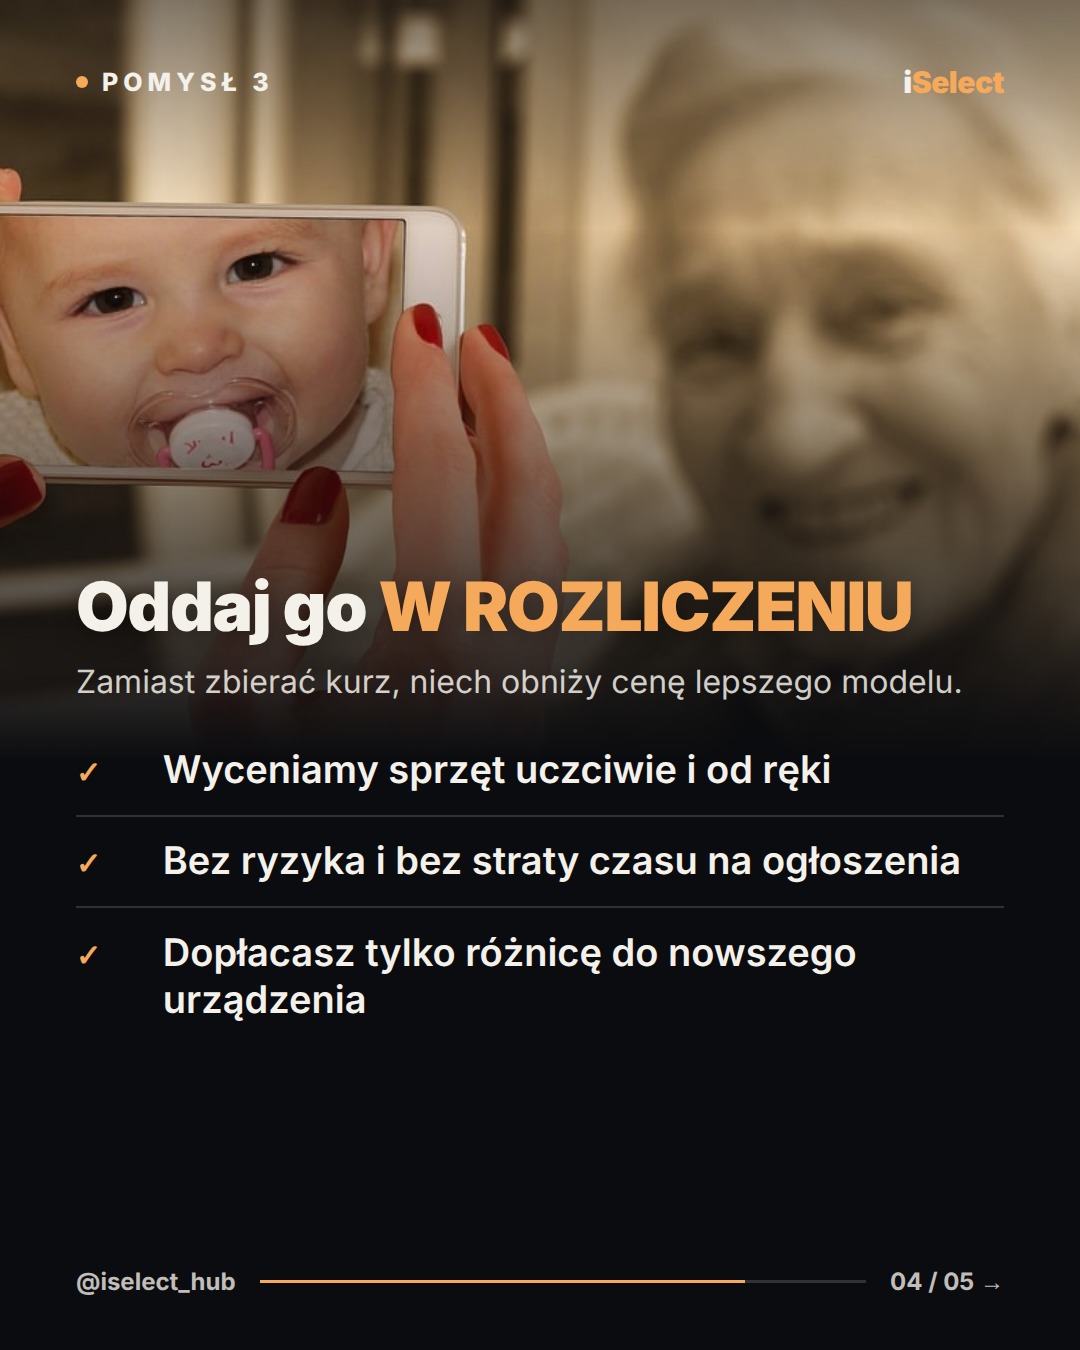 POMYSŁ 3
iSelect
Oddaj go W ROZLICZENIU
Zamiast zbierać kurz, niech obniży cenę lepszego modelu.
✓ Wyceniamy sprzęt uczciwie i od ręki
✓ Bez ryzyka i bez straty czasu na ogłoszenia
✓ Dopłacasz tylko różnicę do nowszego
urządzenia
@iselect_hub
04 / 05 →